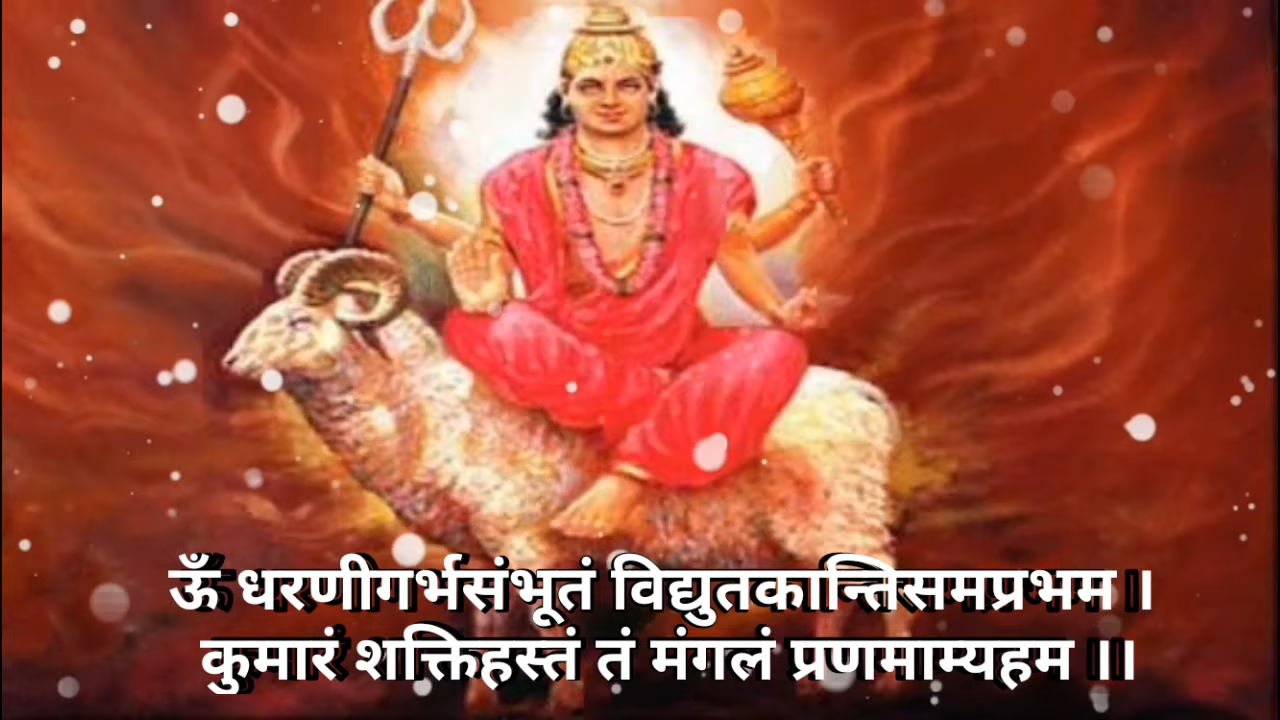 ऊँ धरणीगर्भसंभूतं विद्युतकान्तिसमप्रभम ।
कुमारं शक्तिहस्तं तं मंगलं प्रणमाम्यहम ।।